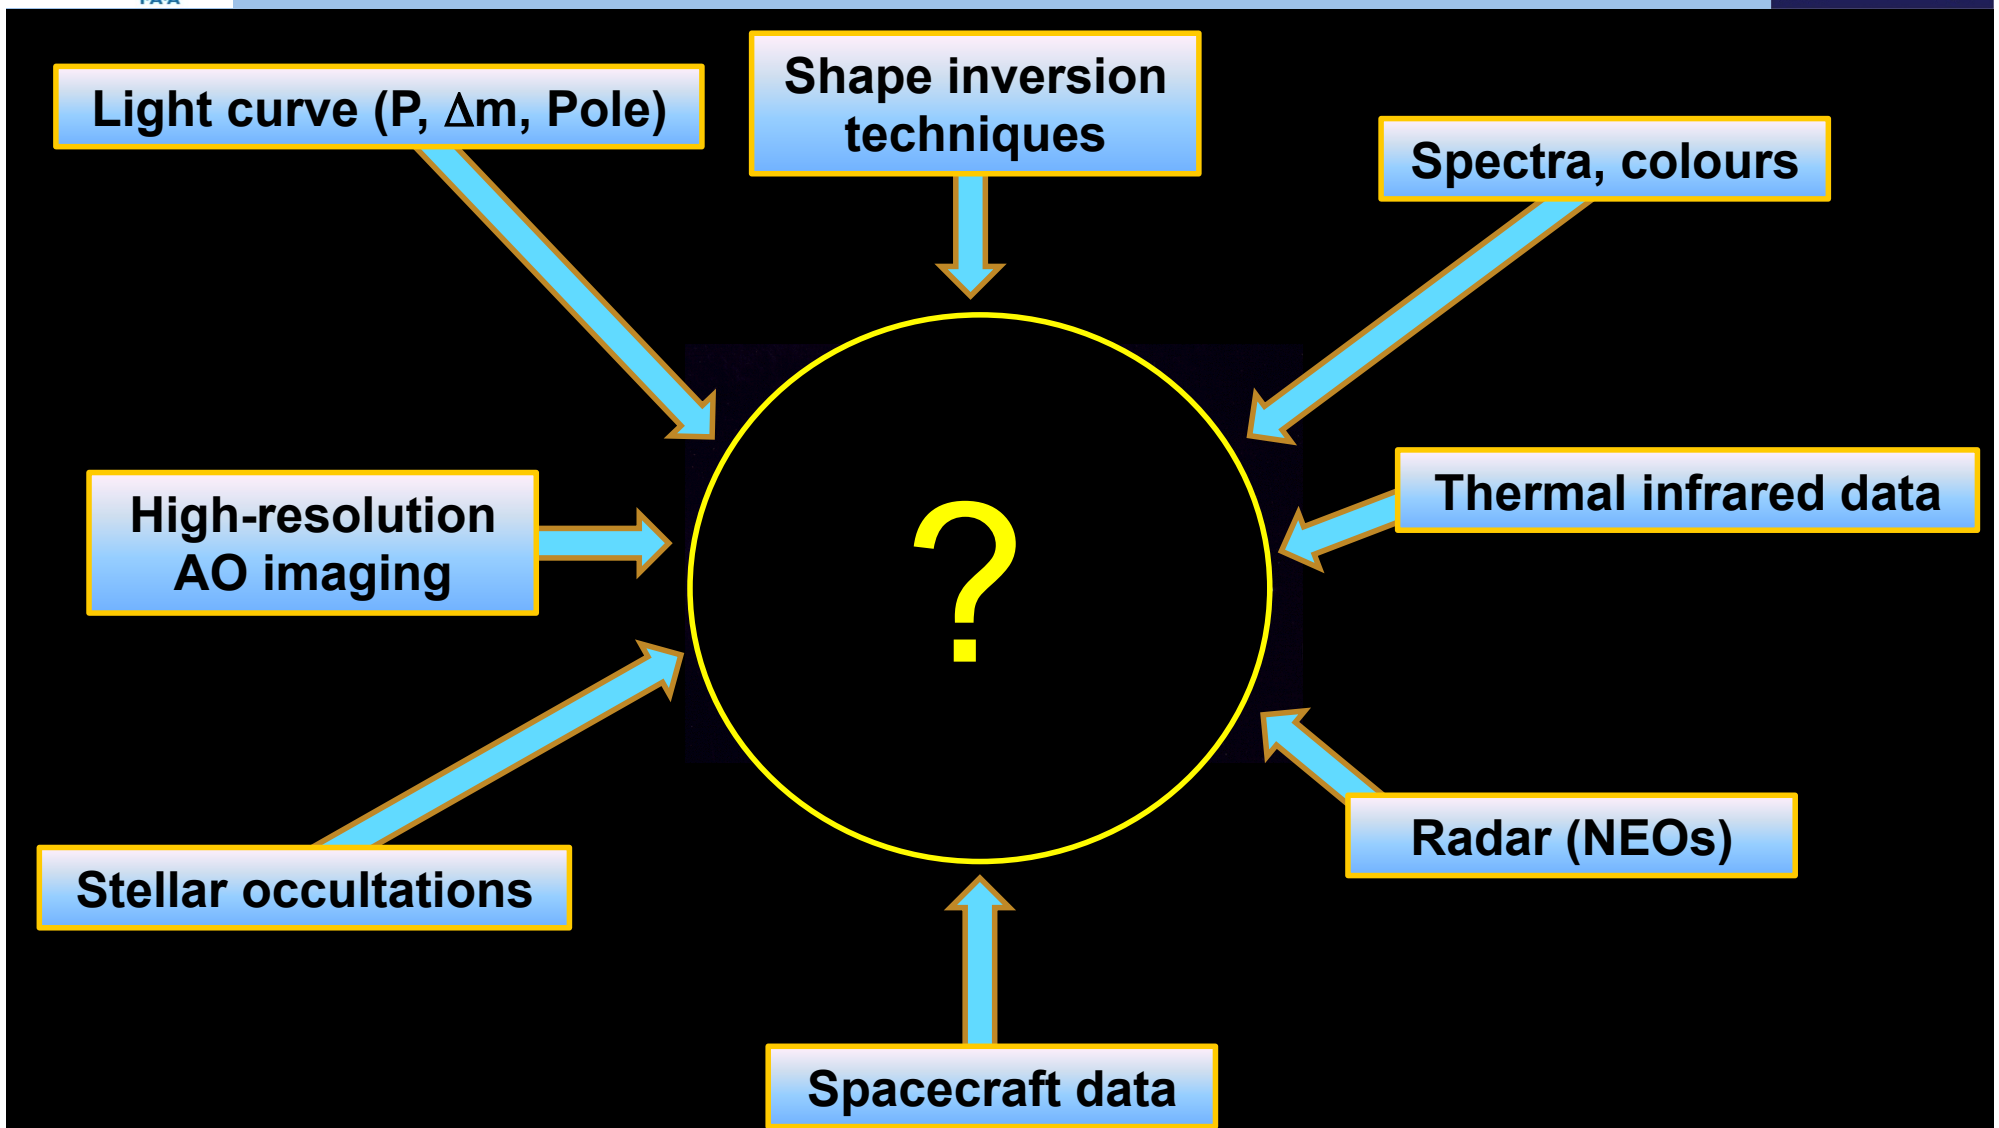 Light curve (P, Δm, Pole)
Shape inversion
techniques
Spectra, colours
High-resolution
AO imaging
?
Thermal infrared data
Stellar occultations
Radar (NEOs)
Spacecraft data